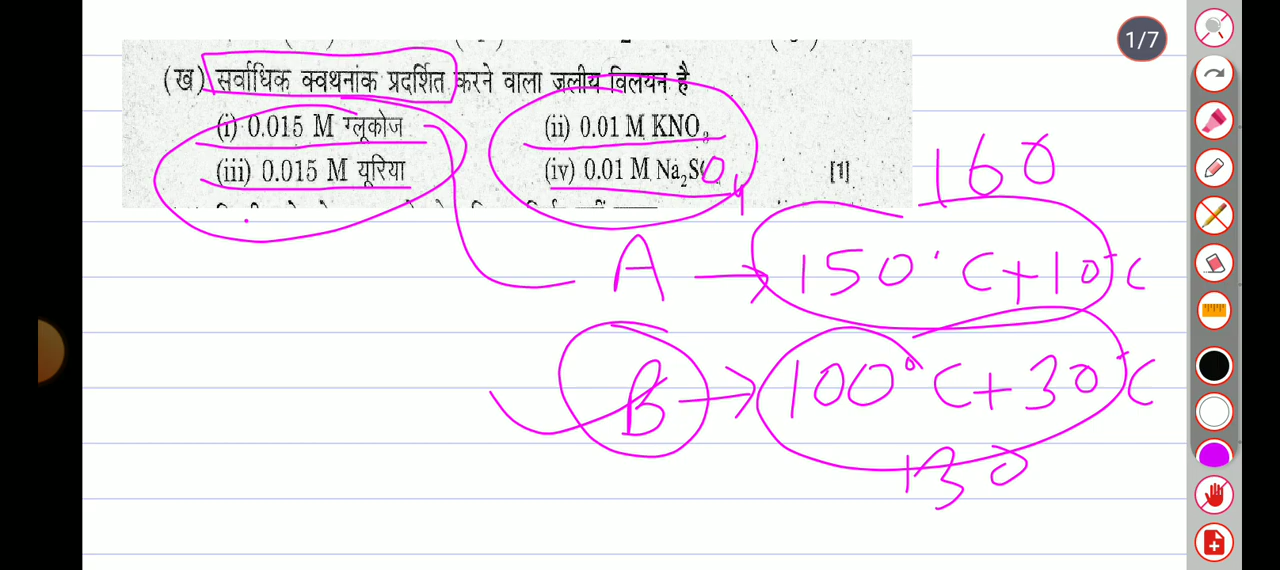 1/7
(ख) सर्वाधिक क्वथनांक प्रदर्शित करने वाला जलीय विलयन है
(i) 0.015 M ग्लूकोज (ii) 0.01 M KNO3
(iii) 0.015 M यूरिया (iv) 0.01 M Na2SO4 [1]
160
A → 150°C+10°C
B → 100°C+30°C
130